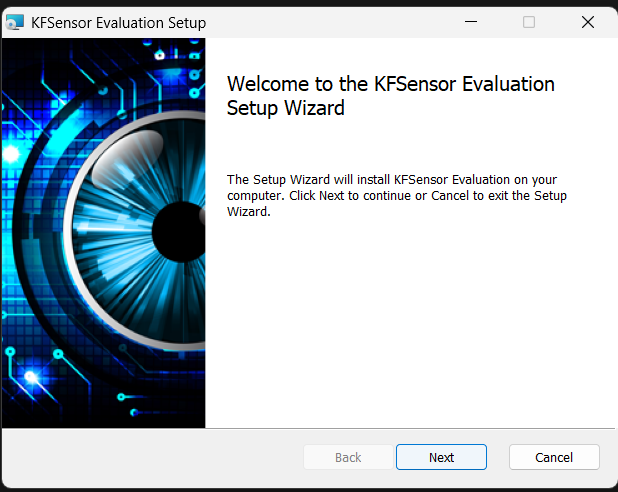 KFSensor Evaluation Setup
Welcome to the KFSensor Evaluation
Setup Wizard
The Setup Wizard will install KFSensor Evaluation on your
computer. Click Next to continue or Cancel to exit the Setup
Wizard.
Back
Next
Cancel